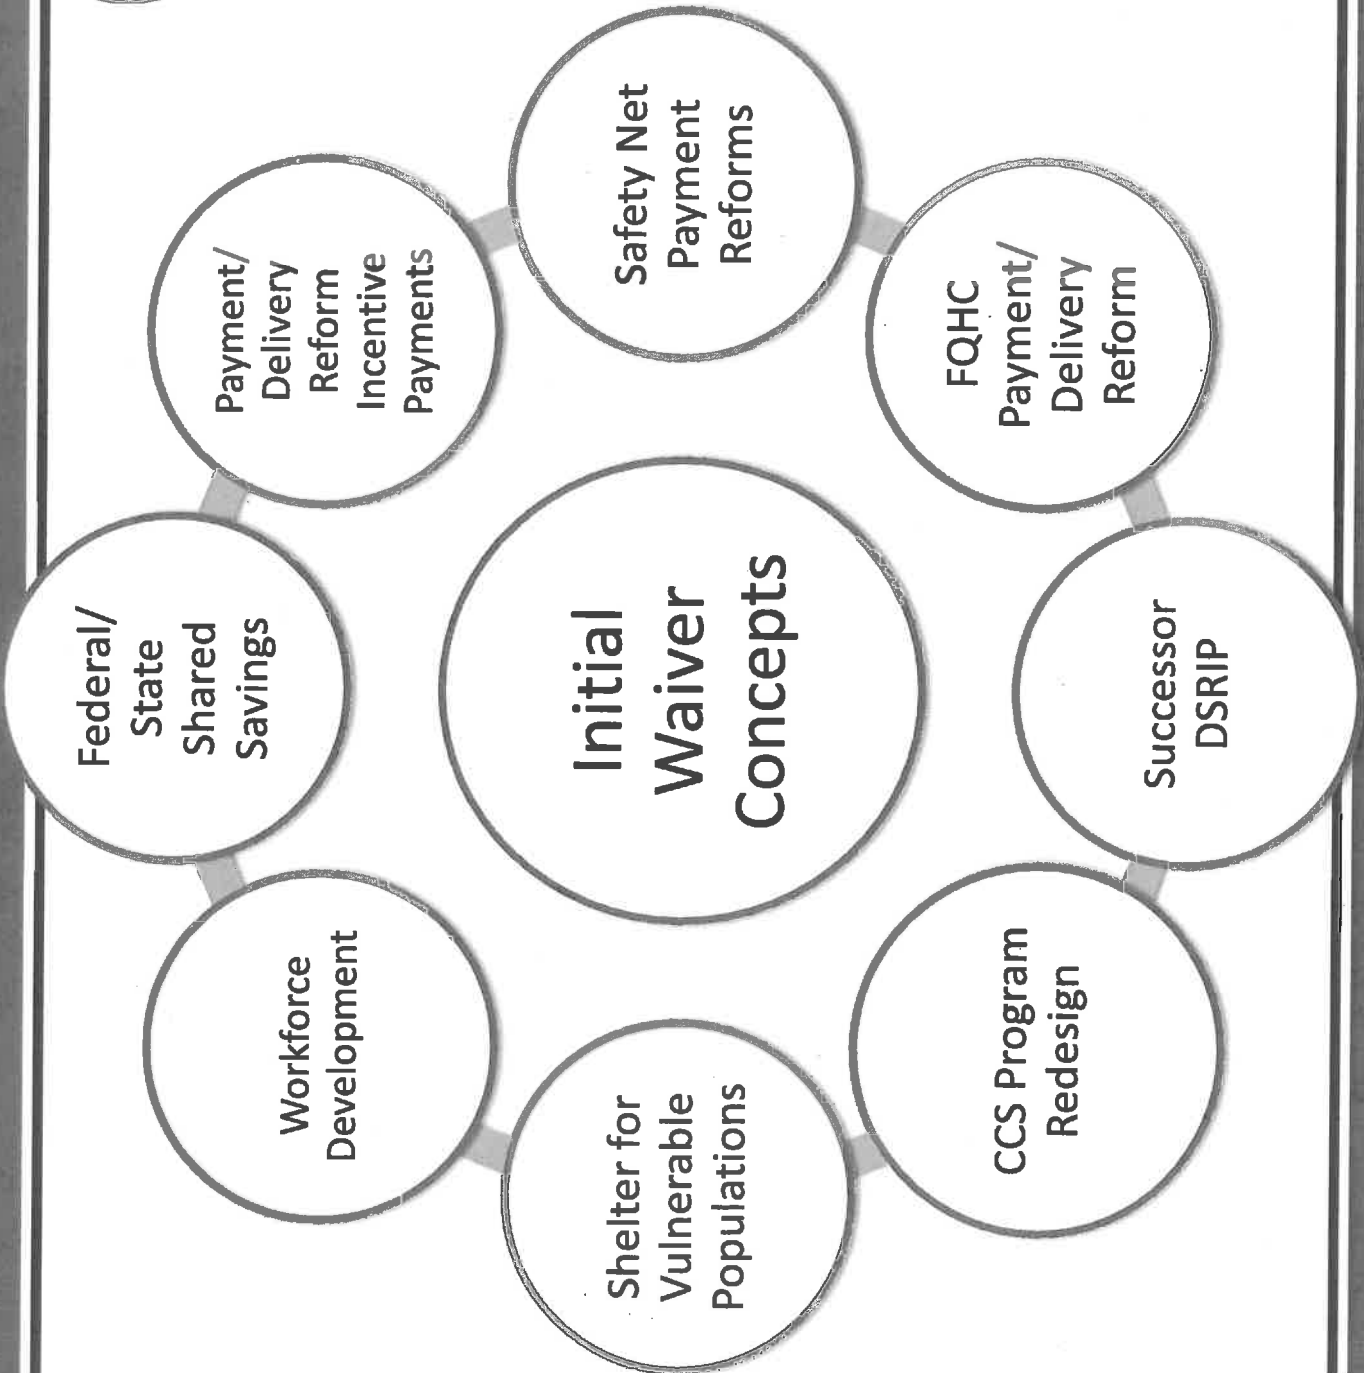 Federal/
State
Shared
Savings
Payment/
Delivery
Reform
Incentive
Payments
Safety Net
Payment
Reforms
FQHC
Payment/
Delivery
Reform
Successor
DSRIP
CCS Program
Redesign
Shelter for
Vulnerable
Populations
Workforce
Development
Initial
Waiver
Concepts